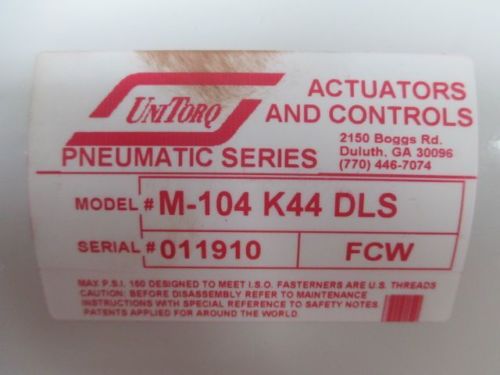 UNITORQ
ACTUATORS
AND CONTROLS
2150 Boggs Rd.
Duluth, GA 30096
(770) 446-7074
PNEUMATIC SERIES
MODEL # M-104 K44 DLS
SERIAL # 011910 FCW
MAX P.S.I. 150 DESIGNED TO MEET I.S.O. FASTENERS ARE U.S. THREADS
CAUTION: BEFORE DISASSEMBLY REFER TO MAINTENANCE
INSTRUCTIONS WITH SPECIAL REFERENCE TO SAFETY NOTES.
PATENTS APPLIED FOR AROUND THE WORLD.